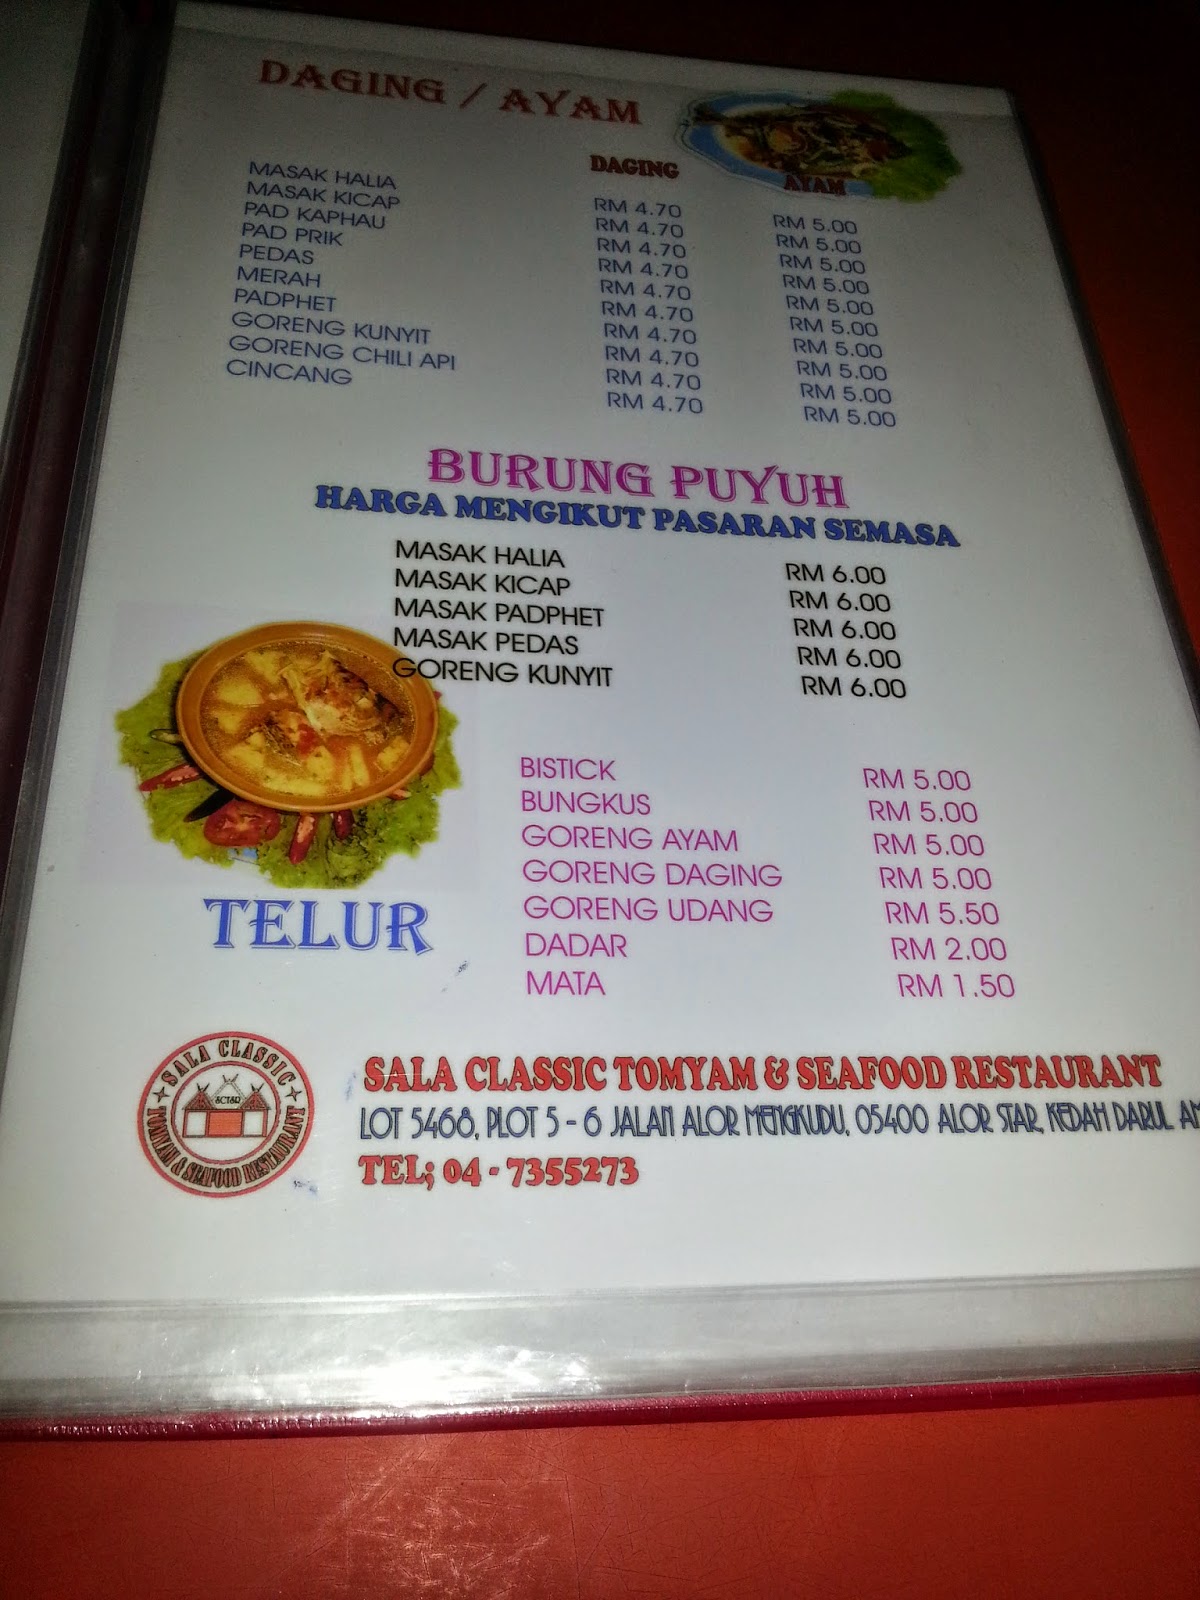 DAGING / AYAM
DAGING AYAM
MASAK HALIA RM 4.70 RM 5.00
MASAK KICAP RM 4.70 RM 5.00
PAD KAPHAU RM 4.70 RM 5.00
PAD PRIK RM 4.70 RM 5.00
PEDAS RM 4.70 RM 5.00
MERAH RM 4.70 RM 5.00
PADPHET RM 4.70 RM 5.00
GORENG KUNYIT RM 4.70 RM 5.00
GORENG CHILI API RM 4.70 RM 5.00
CINCANG RM 4.70 RM 5.00
BURUNG PUYUH
HARGA MENGIKUT PASARAN SEMASA
MASAK HALIA RM 6.00
MASAK KICAP RM 6.00
MASAK PADPHET RM 6.00
MASAK PEDAS RM 6.00
GORENG KUNYIT RM 6.00
TELUR
BISTICK RM 5.00
BUNGKUS RM 5.00
GORENG AYAM RM 5.00
GORENG DAGING RM 5.00
GORENG UDANG RM 5.50
DADAR RM 2.00
MATA RM 1.50
SALA CLASSIC
SCTSR
TOMYAM & SEAFOOD RESTAURANT
SALA CLASSIC TOMYAM & SEAFOOD RESTAURANT
LOT 5468, PLOT 5 - 6 JALAN ALOR MENGKUDU, 05400 ALOR STAR, KEDAH DARUL AM
TEL; 04 - 7355273